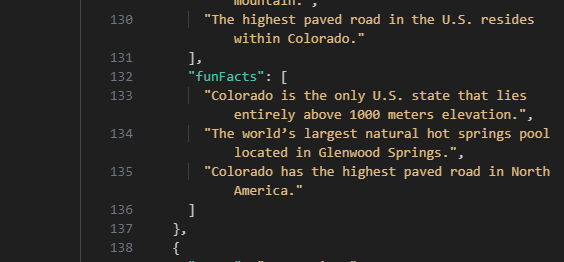 mountain.",
130 "The highest paved road in the U.S. resides
within Colorado."
131 ],
132 "funFacts": [
133 "Colorado is the only U.S. state that lies
entirely above 1000 meters elevation.",
134 "The world’s largest natural hot springs pool
located in Glenwood Springs.",
135 "Colorado has the highest paved road in North
America."
136 ]
137 },
138 {